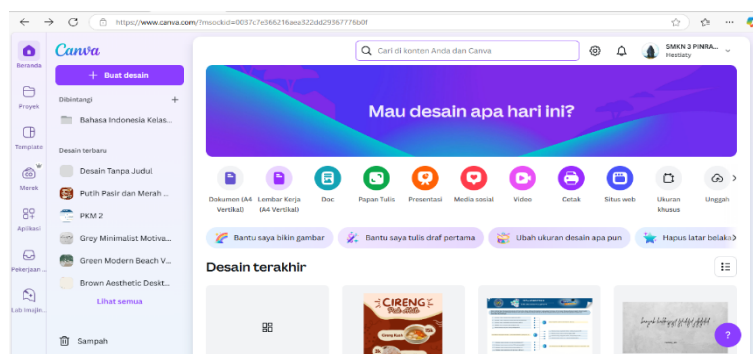 https://www.canva.com/?msockid=0037c7e366216aea322dd29367776b0f
Beranda
Proyek
Template
Merek
Aplikasi
Pekerjaan ...
Lab Imajin...
Canva
+ Buat desain
Dibintangi +
Bahasa Indonesia Kelas...
Desain terbaru
Desain Tanpa Judul
Putih Pasir dan Merah ...
PKM 2
Grey Minimalist Motiva...
Green Modern Beach V...
Brown Aesthetic Deskt...
Lihat semua
Sampah
Cari di konten Anda dan Canva
SMKN 3 PINRA...
Hestiaty
Mau desain apa hari ini?
Dokumen (A4 Vertikal)
Lembar Kerja (A4 Vertikal)
Doc
Papan Tulis
Presentasi
Media sosial
Video
Cetak
Situs web
Ukuran khusus
Unggah
Bantu saya bikin gambar
Bantu saya tulis draf pertama
Ubah ukuran desain apa pun
Hapus latar belaka
Desain terakhir
CIRENG
?